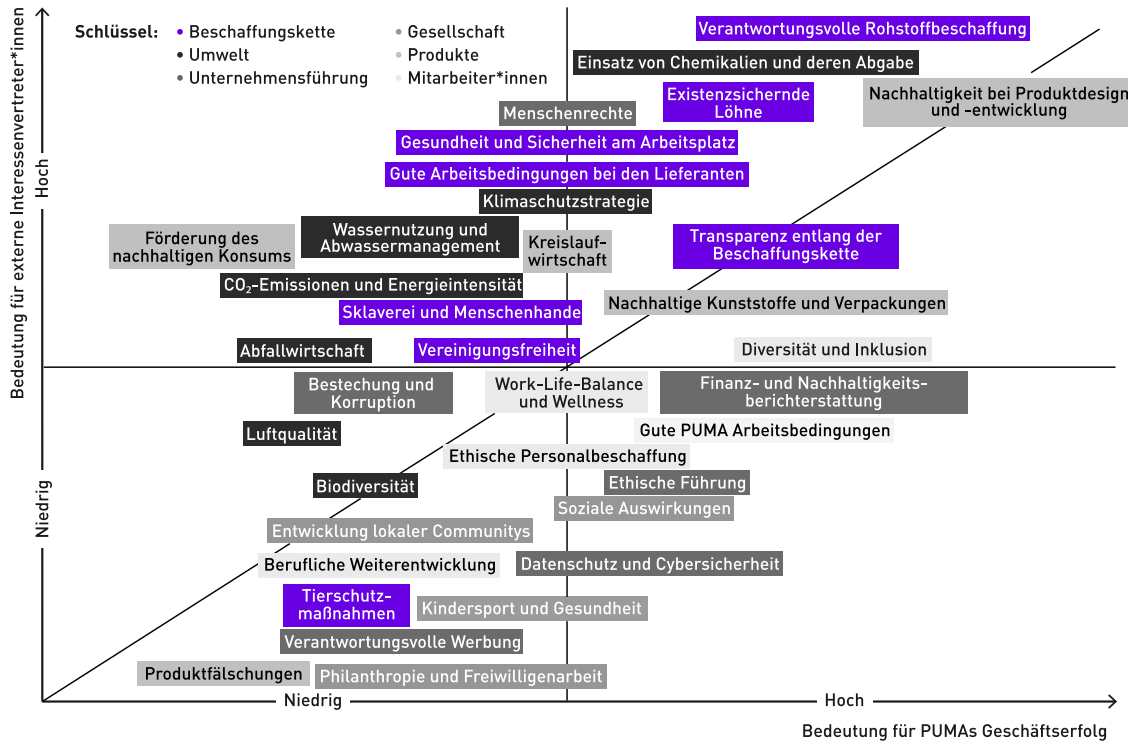 Schlüssel:
• Beschaffungskette
• Umwelt
• Unternehmensführung
• Gesellschaft
• Produkte
• Mitarbeiter*innen
Bedeutung für externe Interessenvertreter*innen
Hoch
Niedrig
Verantwortungsvolle Rohstoffbeschaffung
Einsatz von Chemikalien und deren Abgabe
Existenzsichernde
Löhne
Nachhaltigkeit bei Produktdesign
und -entwicklung
Menschenrechte
Gesundheit und Sicherheit am Arbeitsplatz
Gute Arbeitsbedingungen bei den Lieferanten
Klimaschutzstrategie
Förderung des
nachhaltigen Konsums
Wassernutzung und
Abwassermanagement
Kreislauf-
wirtschaft
Transparenz entlang der
Beschaffungskette
CO₂-Emissionen und Energieintensität
Nachhaltige Kunststoffe und Verpackungen
Sklaverei und Menschenhande
Abfallwirtschaft
Vereinigungsfreiheit
Diversität und Inklusion
Bestechung und
Korruption
Work-Life-Balance
und Wellness
Finanz- und Nachhaltigkeits-
berichterstattung
Luftqualität
Gute PUMA Arbeitsbedingungen
Ethische Personalbeschaffung
Biodiversität
Ethische Führung
Soziale Auswirkungen
Entwicklung lokaler Communitys
Berufliche Weiterentwicklung
Datenschutz und Cybersicherheit
Tierschutz-
maßnahmen
Kindersport und Gesundheit
Verantwortungsvolle Werbung
Produktfälschungen
Philanthropie und Freiwilligenarbeit
Niedrig
Hoch
Bedeutung für PUMAs Geschäftserfolg